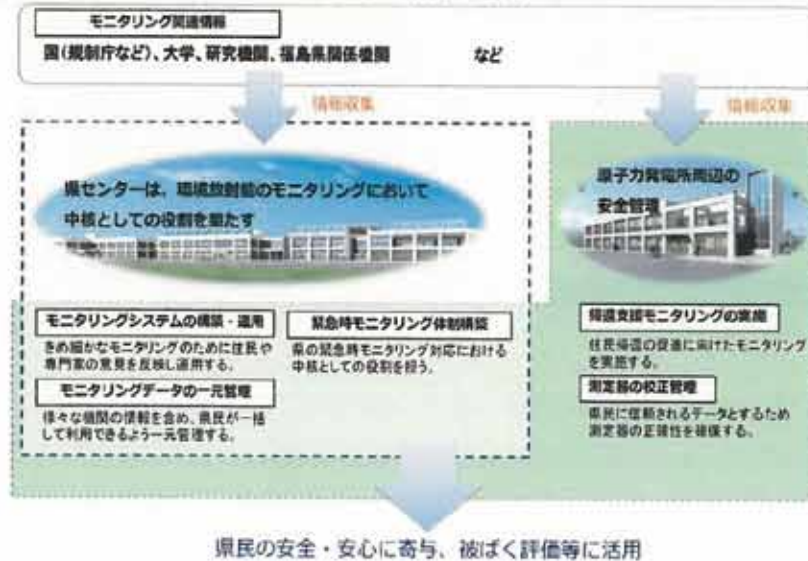 モニタリング関連情報
国(規制庁など)、大学、研究機関、福島県関係機関 など
情報収集
情報収集
県センターは、環境放射能のモニタリングにおいて
中核としての役割を果たす
原子力発電所周辺の
安全管理
モニタリングシステムの構築・運用
きめ細かなモニタリングのために住民や
専門家の意見を反映し運用する。
モニタリングデータの一元管理
様々な機関の情報を含め、県民が一括
して利用できるよう一元管理する。
緊急時モニタリング体制構築
県の緊急時モニタリング対応における
中核としての役割を担う。
帰還支援モニタリングの実施
住民帰還の促進に向けたモニタリング
を実施する。
測定器の校正管理
県民に信頼されるデータとするため
測定器の正確性を確保する。
県民の安全・安心に寄与、被ばく評価等に活用